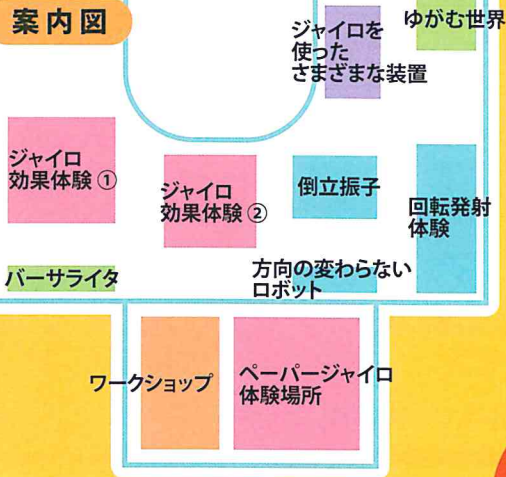 案内図
ジャイロを
使った
さまざまな装置
ゆがむ世界
ジャイロ
効果体験①
ジャイロ
効果体験②
倒立振子
回転発射
体験
バーサライタ
方向の変わらない
ロボット
ワークショップ
ペーパージャイロ
体験場所